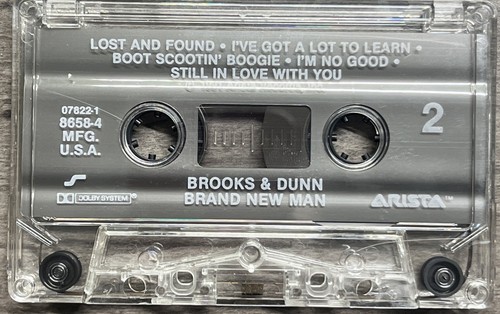 LOST AND FOUND • I'VE GOT A LOT TO LEARN •
BOOT SCOOTIN' BOOGIE • I'M NO GOOD •
STILL IN LOVE WITH YOU
07822-1
8658-4
MFG.
U.S.A.
2
DOLBY SYSTEM®
BROOKS & DUNN
BRAND NEW MAN
ARISTA™